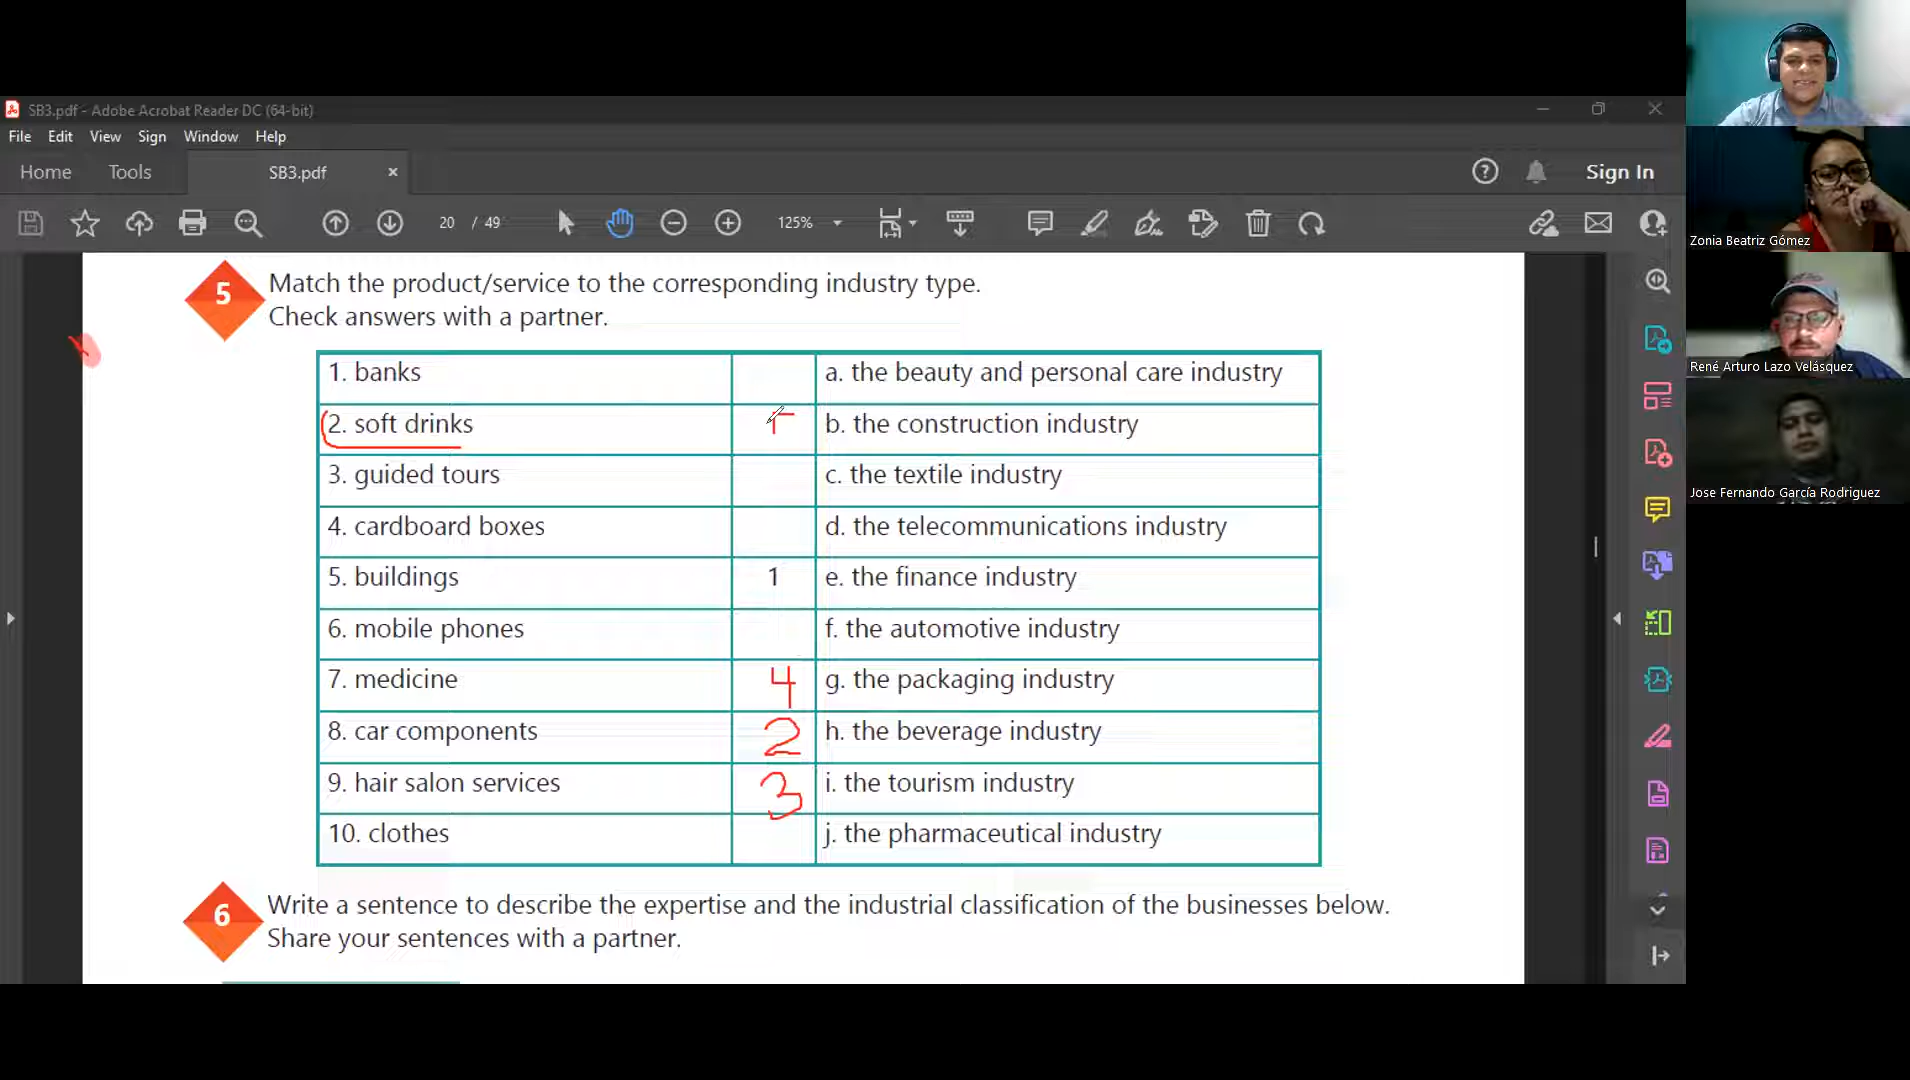 SB3.pdf - Adobe Acrobat Reader DC (64-bit)
File Edit View Sign Window Help
Home Tools SB3.pdf × Sign In
20 / 49 125%
5 Match the product/service to the corresponding industry type.
Check answers with a partner.
1. banks a. the beauty and personal care industry
2. soft drinks b. the construction industry
3. guided tours c. the textile industry
4. cardboard boxes d. the telecommunications industry
5. buildings 1 e. the finance industry
6. mobile phones f. the automotive industry
7. medicine 4 g. the packaging industry
8. car components 2 h. the beverage industry
9. hair salon services 3 i. the tourism industry
10. clothes j. the pharmaceutical industry
6 Write a sentence to describe the expertise and the industrial classification of the businesses below.
Share your sentences with a partner.
Zonia Beatriz Gómez
René Arturo Lazo Velásquez
Jose Fernando García Rodriguez